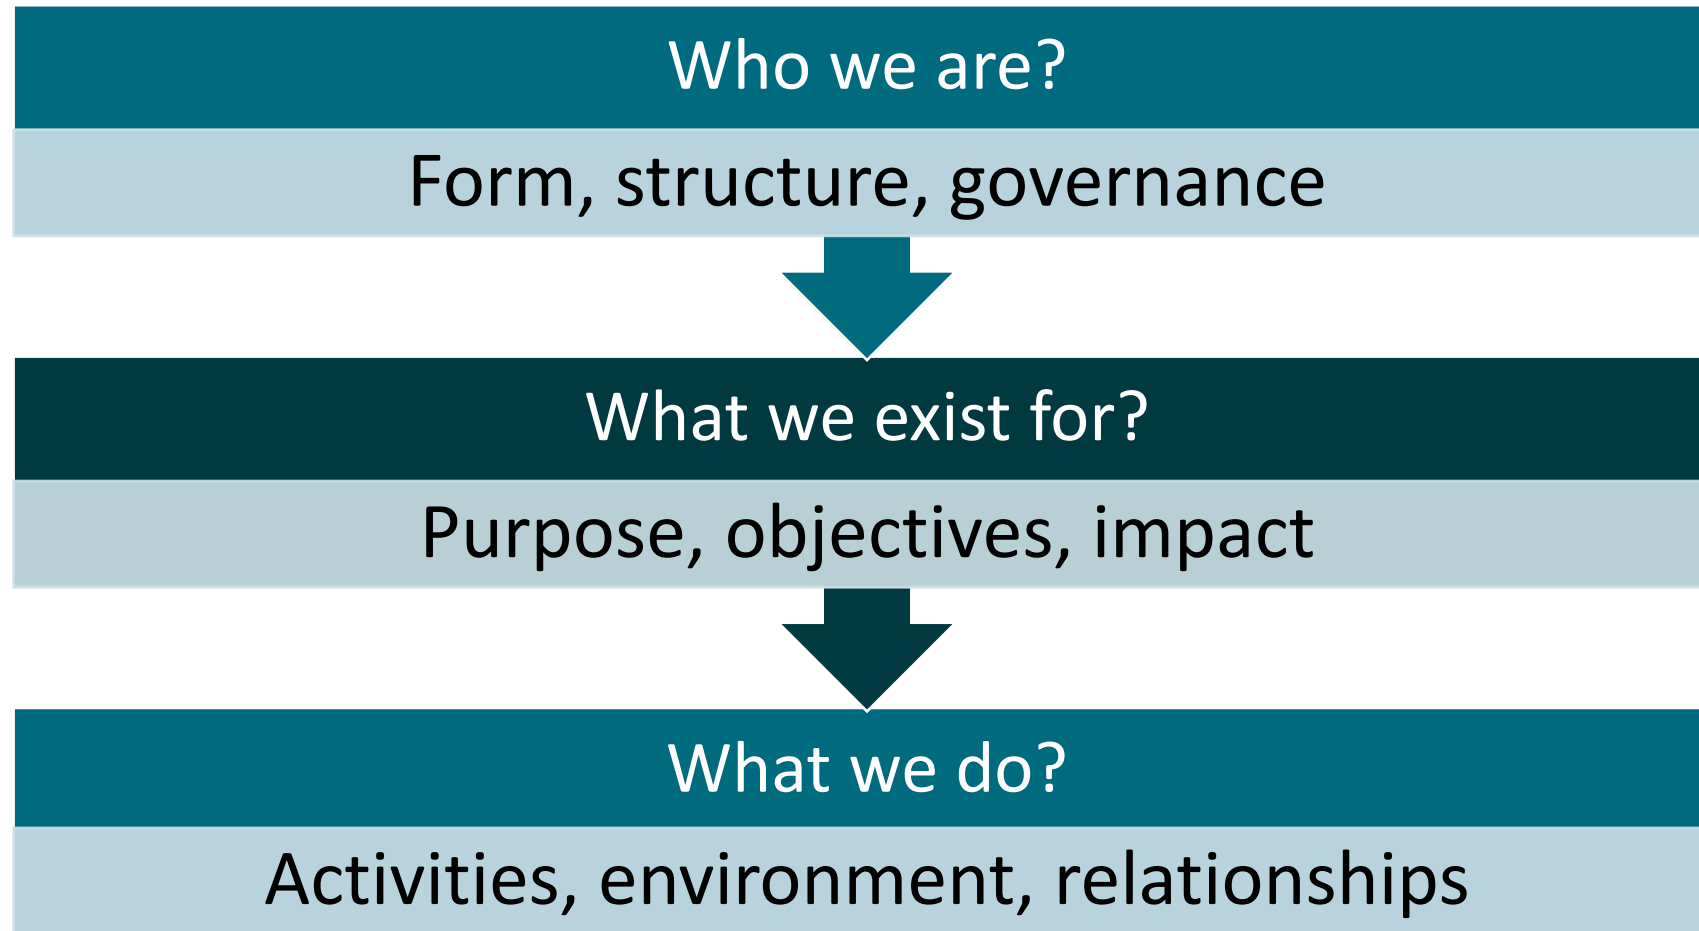 Who we are?
Form, structure, governance
What we exist for?
Purpose, objectives, impact
What we do?
Activities, environment, relationships